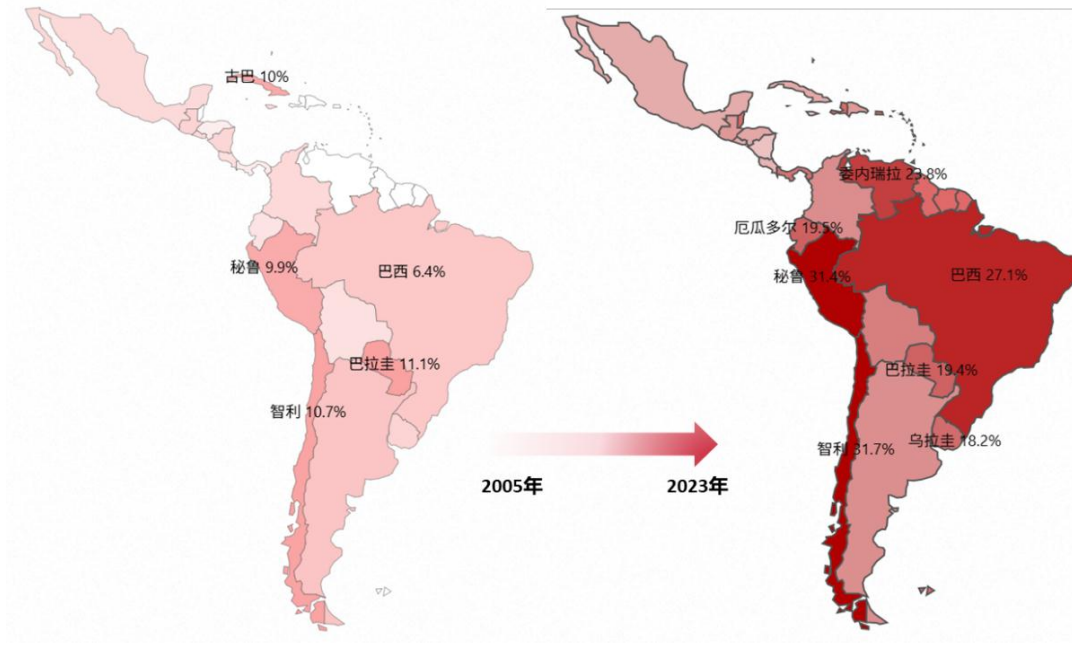 古巴 10%
秘鲁 9.9%
巴西 6.4%
巴拉圭 11.1%
智利 10.7%
2005年
2023年
委内瑞拉 23.8%
厄瓜多尔 19.5%
秘鲁 31.4%
巴西 27.1%
巴拉圭 19.4%
乌拉圭 18.2%
智利 31.7%